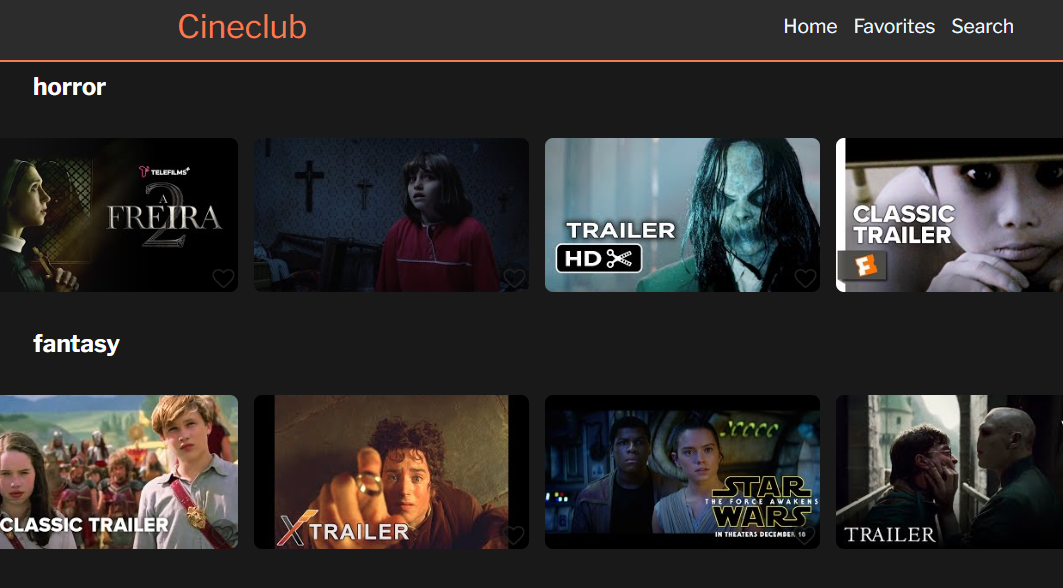 Cineclub
Home Favorites Search
horror
TELEFILMS
A
FREIRA
2
TRAILER
HD
CLASSIC
TRAILER
F
fantasy
CLASSIC TRAILER
X TRAILER
STAR
THE FORCE AWAKENS
WARS
IN THEATERS DECEMBER 18
TRAILER